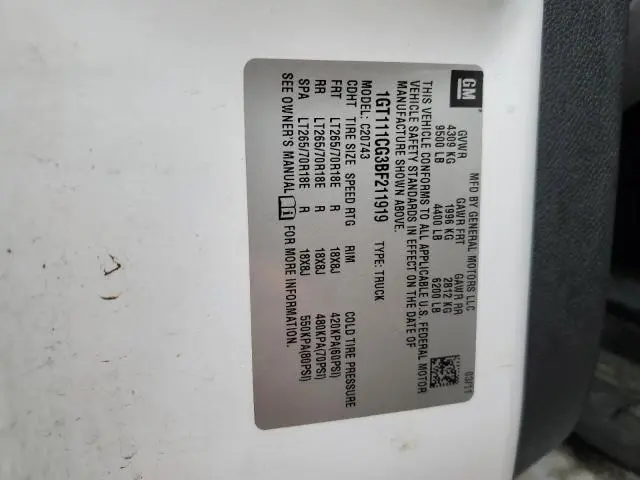 GM
MFD BY GENERAL MOTORS LLC
03/11
GVWR GAWR FRT GAWR RR
4309 KG 1996 KG 2812 KG
9500 LB 4400 LB 6200 LB
THIS VEHICLE CONFORMS TO ALL APPLICABLE U.S. FEDERAL MOTOR
VEHICLE SAFETY STANDARDS IN EFFECT ON THE DATE OF
MANUFACTURE SHOWN ABOVE.
1GT111CG3BF211919 TYPE: TRUCK
MODEL: C20743
CDHT TIRE SIZE SPEED RTG RIM COLD TIRE PRESSURE
FRT LT265/70R18E R 18X8J 420KPA(60PSI)
RR LT265/70R18E R 18X8J 480KPA(70PSI)
SPA LT265/70R18E R 18X8J 550KPA(80PSI)
SEE OWNER'S MANUAL FOR MORE INFORMATION.